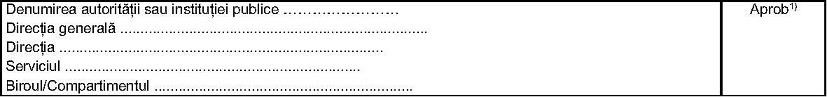 Denumirea autorității sau instituției publice ........................ Aprob1)
Direcția generală ............................................................................
Direcția ................................................................................
Serviciul .........................................................................
Biroul/Compartimentul ................................................................